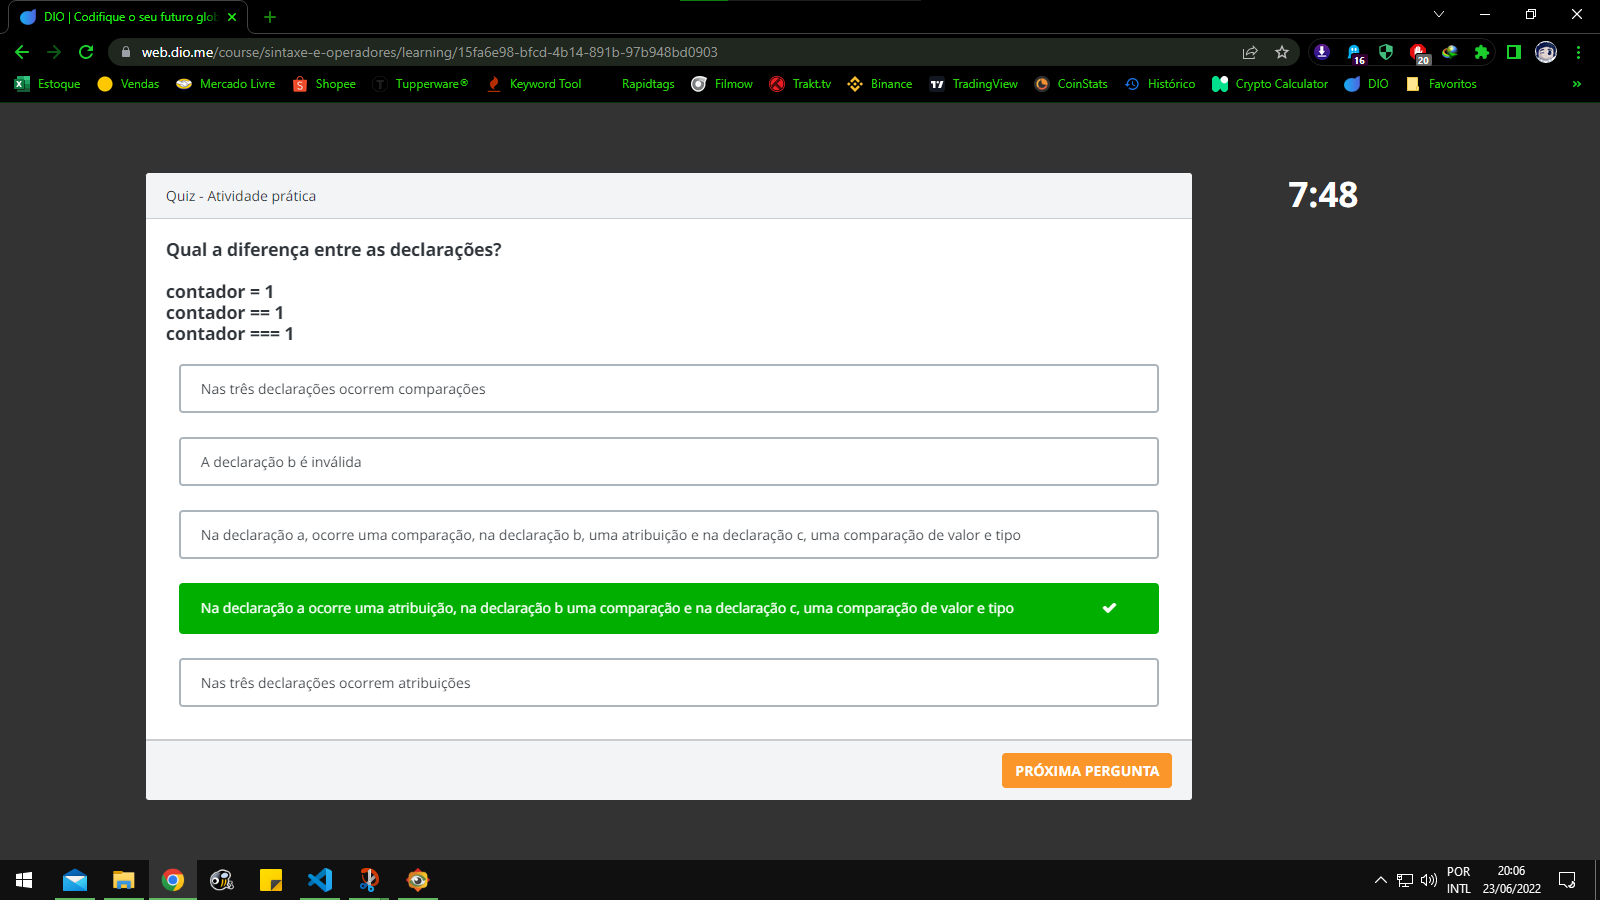 DIO | Codifique o seu futuro glob
web.dio.me/course/sintaxe-e-operadores/learning/15fa6e98-bfcd-4b14-891b-97b948bd0903
16
20
Estoque
Vendas
Mercado Livre
Shopee
Tupperware®
Keyword Tool
Rapidtags
Filmow
Trakt.tv
Binance
TradingView
CoinStats
Histórico
Crypto Calculator
DIO
Favoritos
»
Quiz - Atividade prática
7:48
Qual a diferença entre as declarações?
contador = 1
contador == 1
contador === 1
Nas três declarações ocorrem comparações
A declaração b é inválida
Na declaração a, ocorre uma comparação, na declaração b, uma atribuição e na declaração c, uma comparação de valor e tipo
Na declaração a ocorre uma atribuição, na declaração b uma comparação e na declaração c, uma comparação de valor e tipo
Nas três declarações ocorrem atribuições
PRÓXIMA PERGUNTA
POR
INTL
20:06
23/06/2022